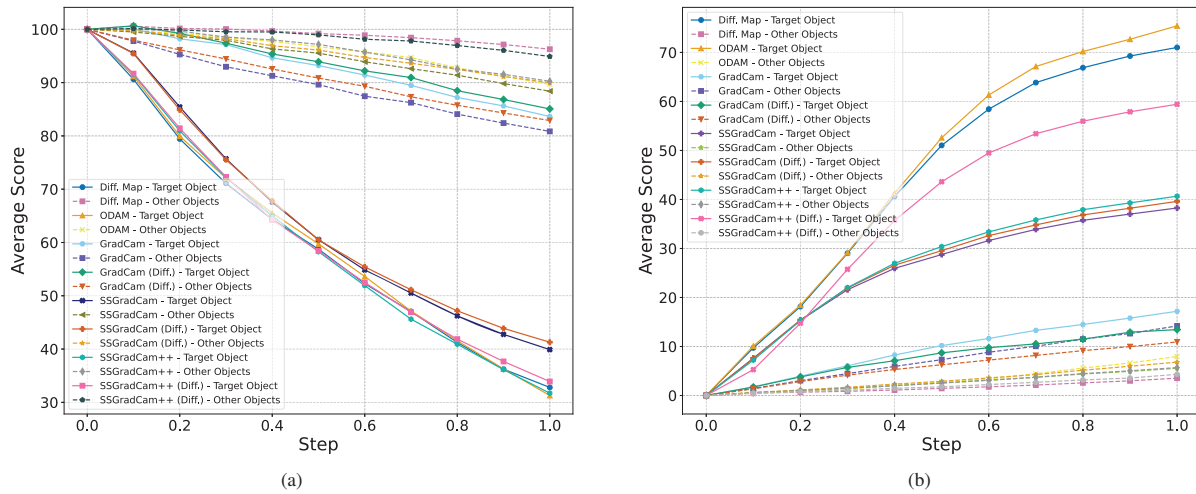 100
90
80
70
60
50
40
30
Average Score
Diff. Map - Target Object
Diff. Map - Other Objects
ODAM - Target Object
ODAM - Other Objects
GradCam - Target Object
GradCam - Other Objects
GradCam (Diff.) - Target Object
GradCam (Diff.) - Other Objects
SSGradCam - Target Object
SSGradCam - Other Objects
SSGradCam (Diff.) - Target Object
SSGradCam (Diff.) - Other Objects
SSGradCam++ - Target Object
SSGradCam++ - Other Objects
SSGradCam++ (Diff.) - Target Object
SSGradCam++ (Diff.) - Other Objects
0.0 0.2 0.4 0.6 0.8 1.0
Step
(a)
70
60
50
40
30
20
10
0
Average Score
Diff. Map - Target Object
Diff. Map - Other Objects
ODAM - Target Object
ODAM - Other Objects
GradCam - Target Object
GradCam - Other Objects
GradCam (Diff.) - Target Object
GradCam (Diff.) - Other Objects
SSGradCam - Target Object
SSGradCam - Other Objects
SSGradCam (Diff.) - Target Object
SSGradCam (Diff.) - Other Objects
SSGradCam++ - Target Object
SSGradCam++ - Other Objects
SSGradCam++ (Diff.) - Target Object
SSGradCam++ (Diff.) - Other Objects
0.0 0.2 0.4 0.6 0.8 1.0
Step
(b)